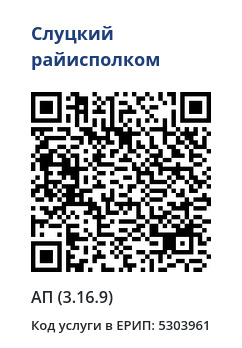 Слуцкий
райисполком
АП (3.16.9)
Код услуги в ЕРИП: 5303961